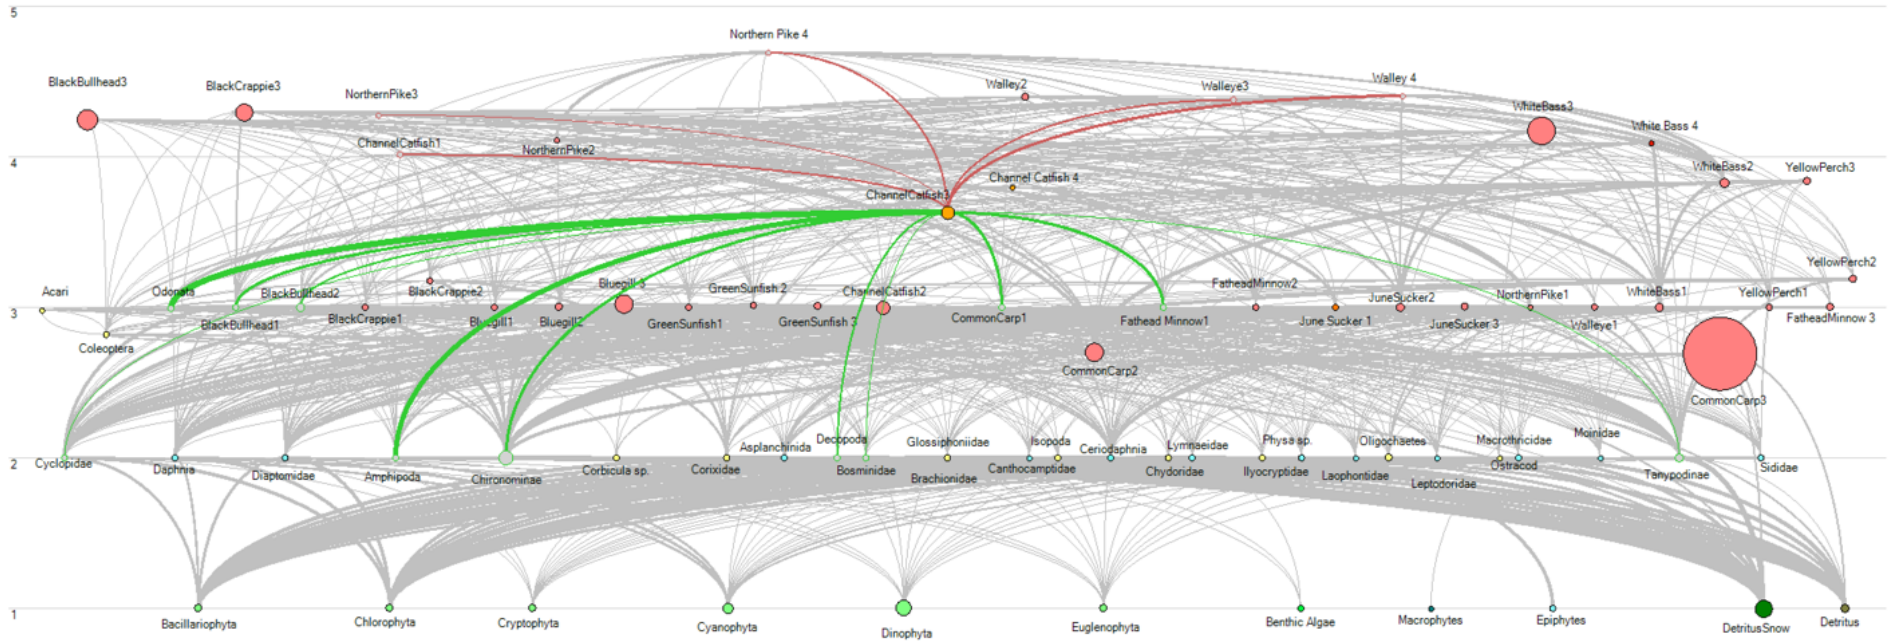 5
Northern Pike 4
BlackBullhead3
BlackCrappie3
NorthernPike3
Walley2
Walleye3
Walley 4
WhiteBass3
White Bass 4
ChannelCatfish1
NorthernPike2
4
WhiteBass2
YellowPerch3
Channel Catfish 4
ChannelCatfish3
YellowPerch2
Acari
Odonata
BlackBullhead2
BlackCrappie2
Bluegill 3
GreenSunfish 2
ChannelCatfish2
FatheadMinnow2
JuneSucker2
NorthernPike1
WhiteBass1
YellowPerch1
3
BlackBullhead1
BlackCrappie1
Bluegill1
Bluegill2
GreenSunfish1
GreenSunfish 3
CommonCarp1
Fathead Minnow1
June Sucker 1
JuneSucker 3
Walleye1
FatheadMinnow 3
Coleoptera
CommonCarp2
CommonCarp3
Decopoda
Asplanchinida
Glossiphoniidae
Isopoda
Ceriodaphnia
Lymnaeidae
Physa sp.
Oligochaetes
Macrothricidae
Moinidae
2
Cyclopidae
Daphnia
Diaptomidae
Amphipoda
Chironominae
Corbicula sp.
Corixidae
Bosminidae
Brachionidae
Canthocamptidae
Chydoridae
Ilyocryptidae
Laophontidae
Leptodoridae
Ostracod
Tanypodinae
Sididae
1
Bacillariophyta
Chlorophyta
Cryptophyta
Cyanophyta
Dinophyta
Euglenophyta
Benthic Algae
Macrophytes
Epiphytes
DetritusSnow
Detritus